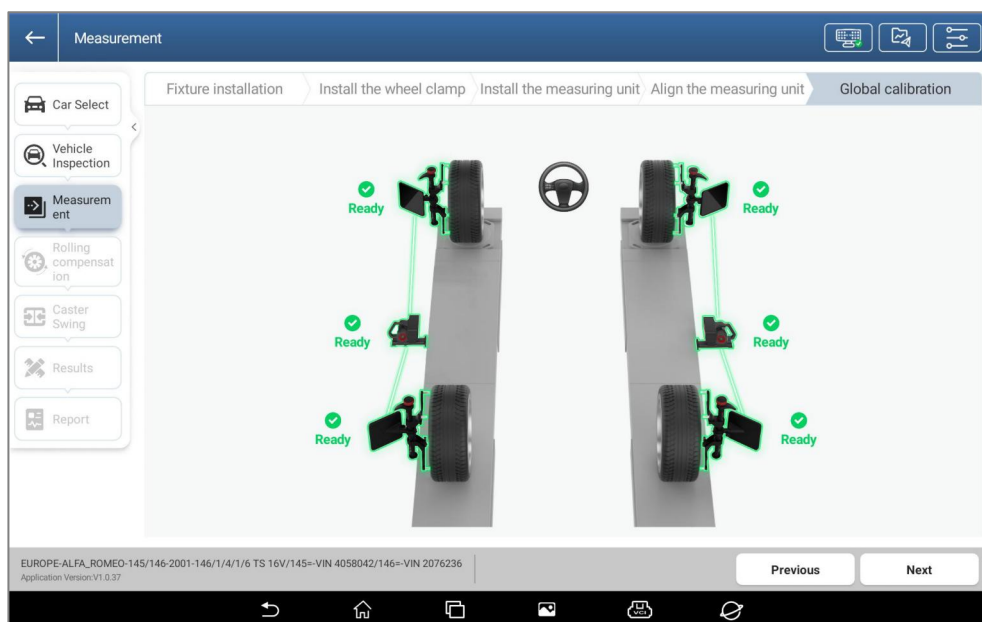 Measurement
Fixture installation
Install the wheel clamp
Install the measuring unit
Align the measuring unit
Global calibration
Car Select
Vehicle
Inspection
Measurem
ent
Rolling
compensat
ion
Caster
Swing
Results
Report
Ready
Ready
Ready
Ready
Ready
Ready
EUROPE-ALFA_ROMEO-145/146-2001-146/1/4/1/6 TS 16V/145=-VIN 4058042/146=-VIN 2076236
Application Version:V1.0.37
Previous
Next
VCI